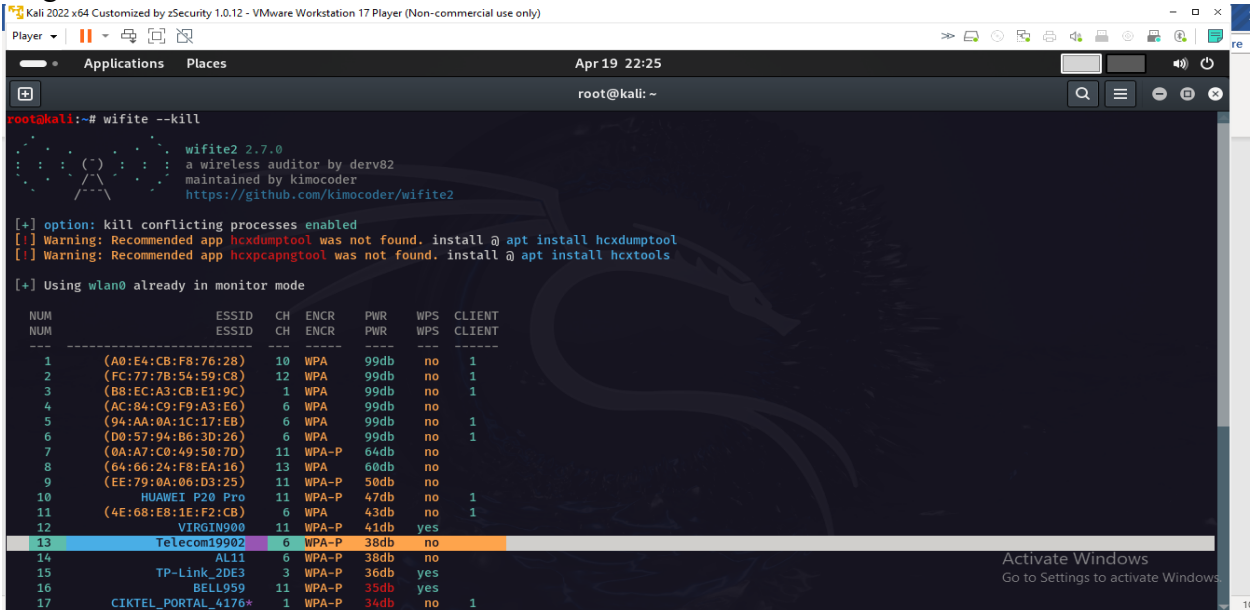 Kali 2022 x64 Customized by zSecurity 1.0.12 - VMware Workstation 17 Player (Non-commercial use only)
Player
re
Applications Places Apr 19 22:25
root@kali: ~
root@kali:~# wifite --kill
wifite2 2.7.0
a wireless auditor by derv82
maintained by kimocoder
https://github.com/kimocoder/wifite2
[+] option: kill conflicting processes enabled
[!] Warning: Recommended app hcxdumptool was not found. install @ apt install hcxdumptool
[!] Warning: Recommended app hcxpcapngtool was not found. install @ apt install hcxtools
[+] Using wlan0 already in monitor mode
NUM ESSID CH ENCR PWR WPS CLIENT
NUM ESSID CH ENCR PWR WPS CLIENT
--- ------------------------- --- ----- ---- --- ------
1 (A0:E4:CB:F8:76:28) 10 WPA 99db no 1
2 (FC:77:7B:54:59:C8) 12 WPA 99db no 1
3 (B8:EC:A3:CB:E1:9C) 1 WPA 99db no 1
4 (AC:84:C9:F9:A3:E6) 6 WPA 99db no
5 (94:AA:0A:1C:17:EB) 6 WPA 99db no 1
6 (D0:57:94:B6:3D:26) 6 WPA 99db no 1
7 (0A:A7:C0:49:50:7D) 11 WPA-P 64db no
8 (64:66:24:F8:EA:16) 13 WPA 60db no
9 (EE:79:0A:06:D3:25) 11 WPA-P 50db no
10 HUAWEI P20 Pro 11 WPA-P 47db no 1
11 (4E:68:E8:1E:F2:CB) 6 WPA 43db no 1
12 VIRGIN900 11 WPA-P 41db yes
13 Telecom19902 6 WPA-P 38db no
14 AL11 6 WPA-P 38db no
15 TP-Link_2DE3 3 WPA-P 36db yes
16 BELL959 11 WPA-P 35db yes
17 CIKTEL_PORTAL_4176* 1 WPA-P 34db no 1
Activate Windows
Go to Settings to activate Windows.